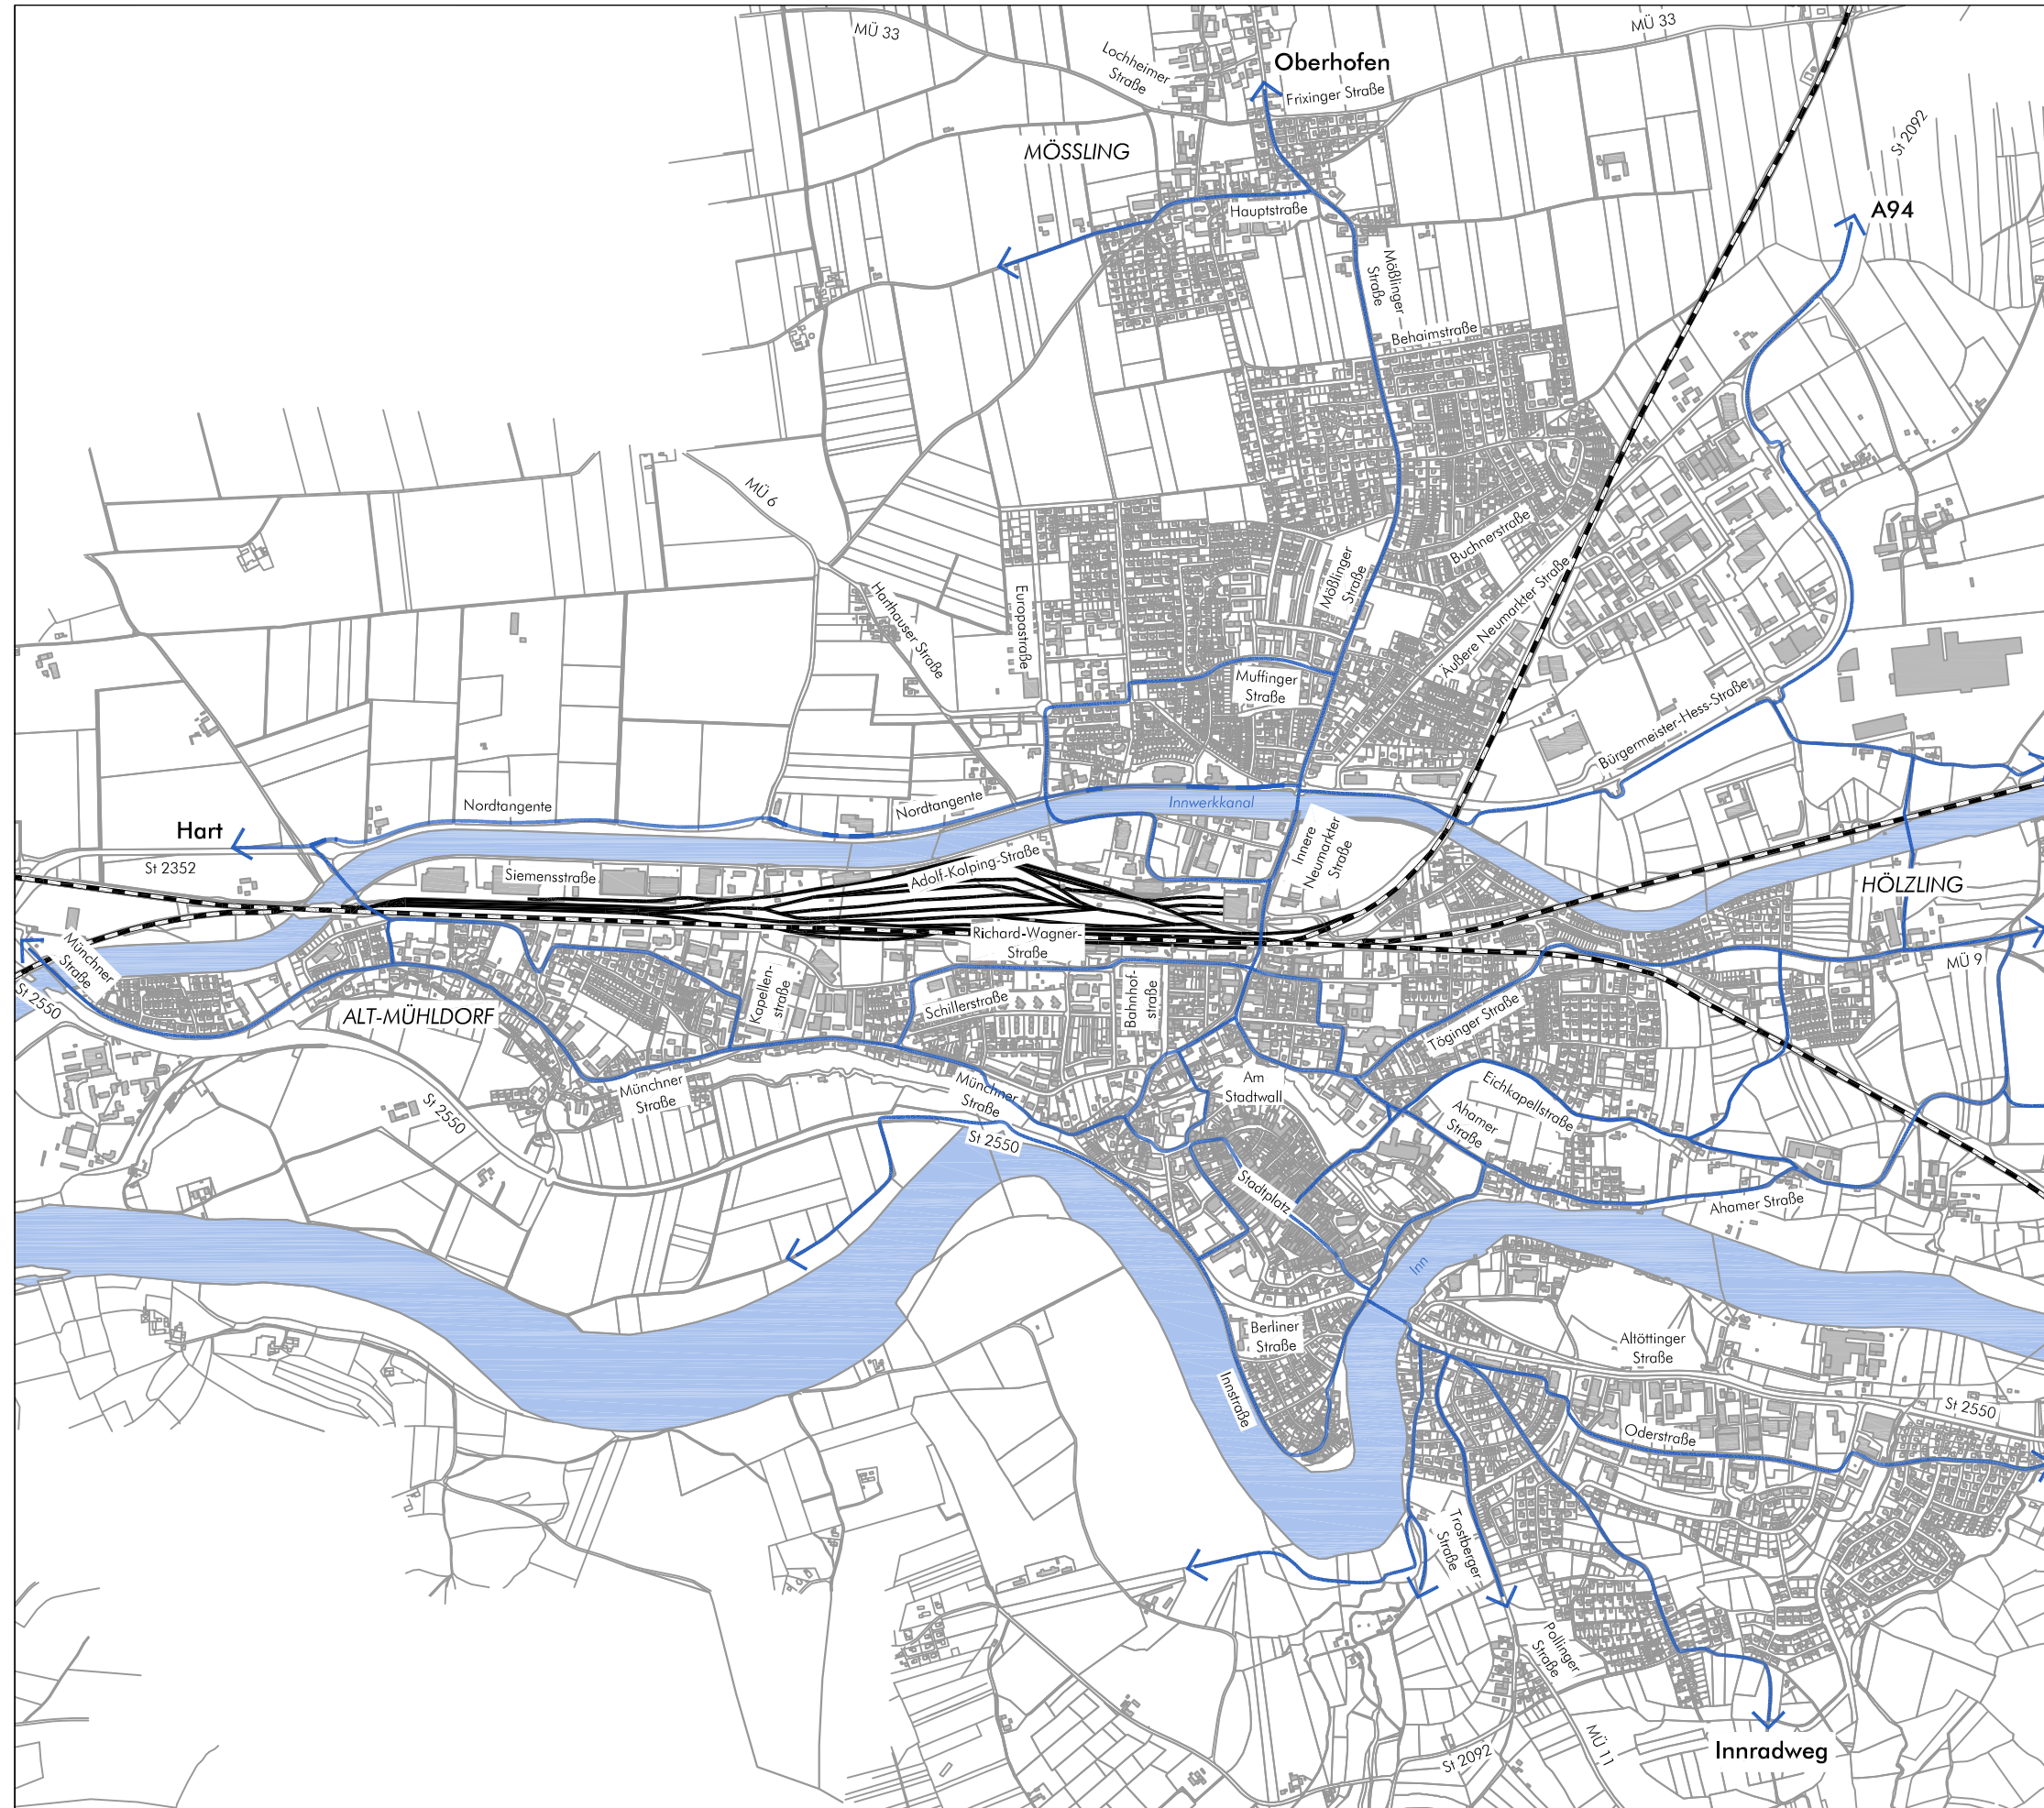 MÜ 33
MÜ 33
Lochheimer
Straße
Oberhofen
Frixinger Straße
St 2092
MÖSSLING
Hauptstraße
A94
Mößlinger
Straße
Behaimstraße
MÜ 6
Buchnerstraße
Mößlinger
Straße
Harthauser Straße
Europastraße
Äußere Neumarkter Straße
Muffinger
Straße
Bürgermeister-Hess-Straße
Nordtangente
Nordtangente
Innwerkkanal
Hart
St 2352
Innere
Neumarkter
Straße
Siemensstraße
Adolf-Kolping-Straße
HÖLZLING
Münchner
Straße
Richard-Wagner-
Straße
MÜ 9
St 2550
Kapellen-
straße
Schillerstraße
Bahnhof-
straße
ALT-MÜHLDORF
Töginger Straße
Münchner
Straße
Münchner
Straße
Am
Stadtwall
Eichkapellstraße
St 2550
Ahamer
Straße
St 2550
Stadtplatz
Ahamer Straße
Inn
Berliner
Straße
Altöttinger
Straße
Innstraße
St 2550
Oderstraße
Trostberger
Straße
Pollinger
Straße
MÜ 11
St 2092
Innradweg